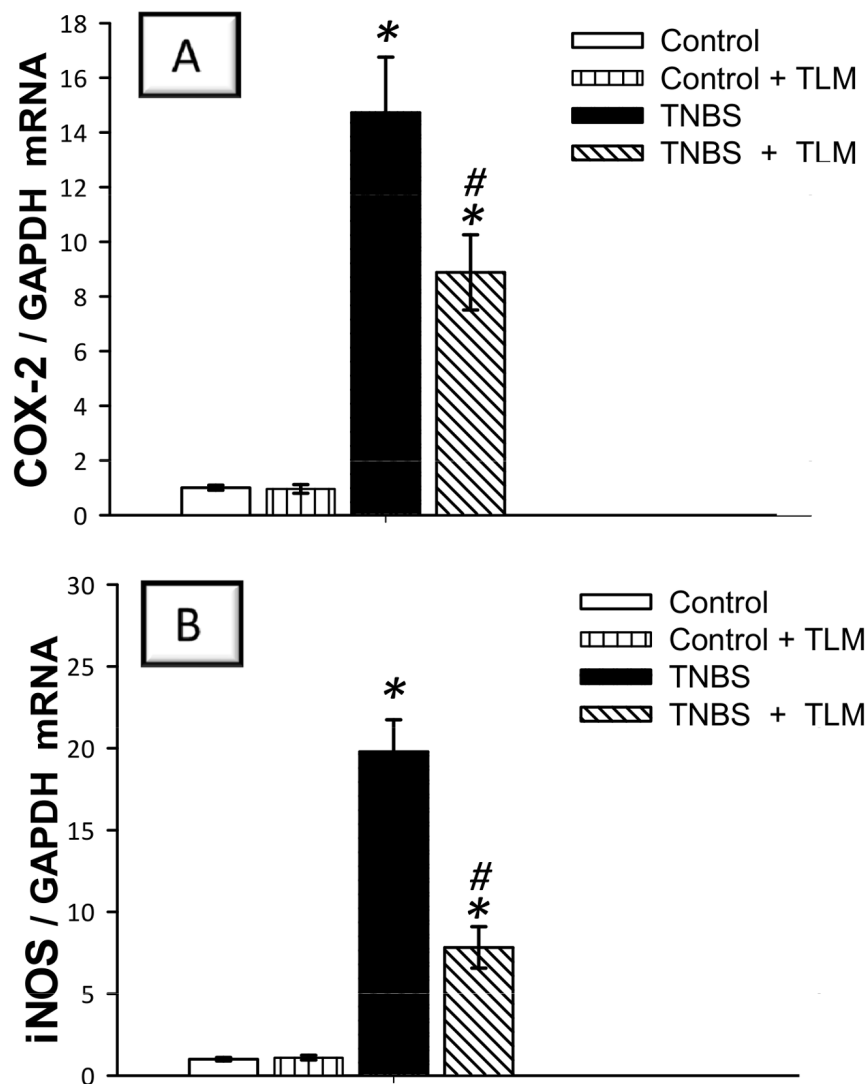 A
COX-2 / GAPDH mRNA
18
16
14
12
10
8
6
4
2
0
*
#
*
Control
Control + TLM
TNBS
TNBS + TLM
B
iNOS / GAPDH mRNA
30
25
20
15
10
5
0
*
#
*
Control
Control + TLM
TNBS
TNBS + TLM